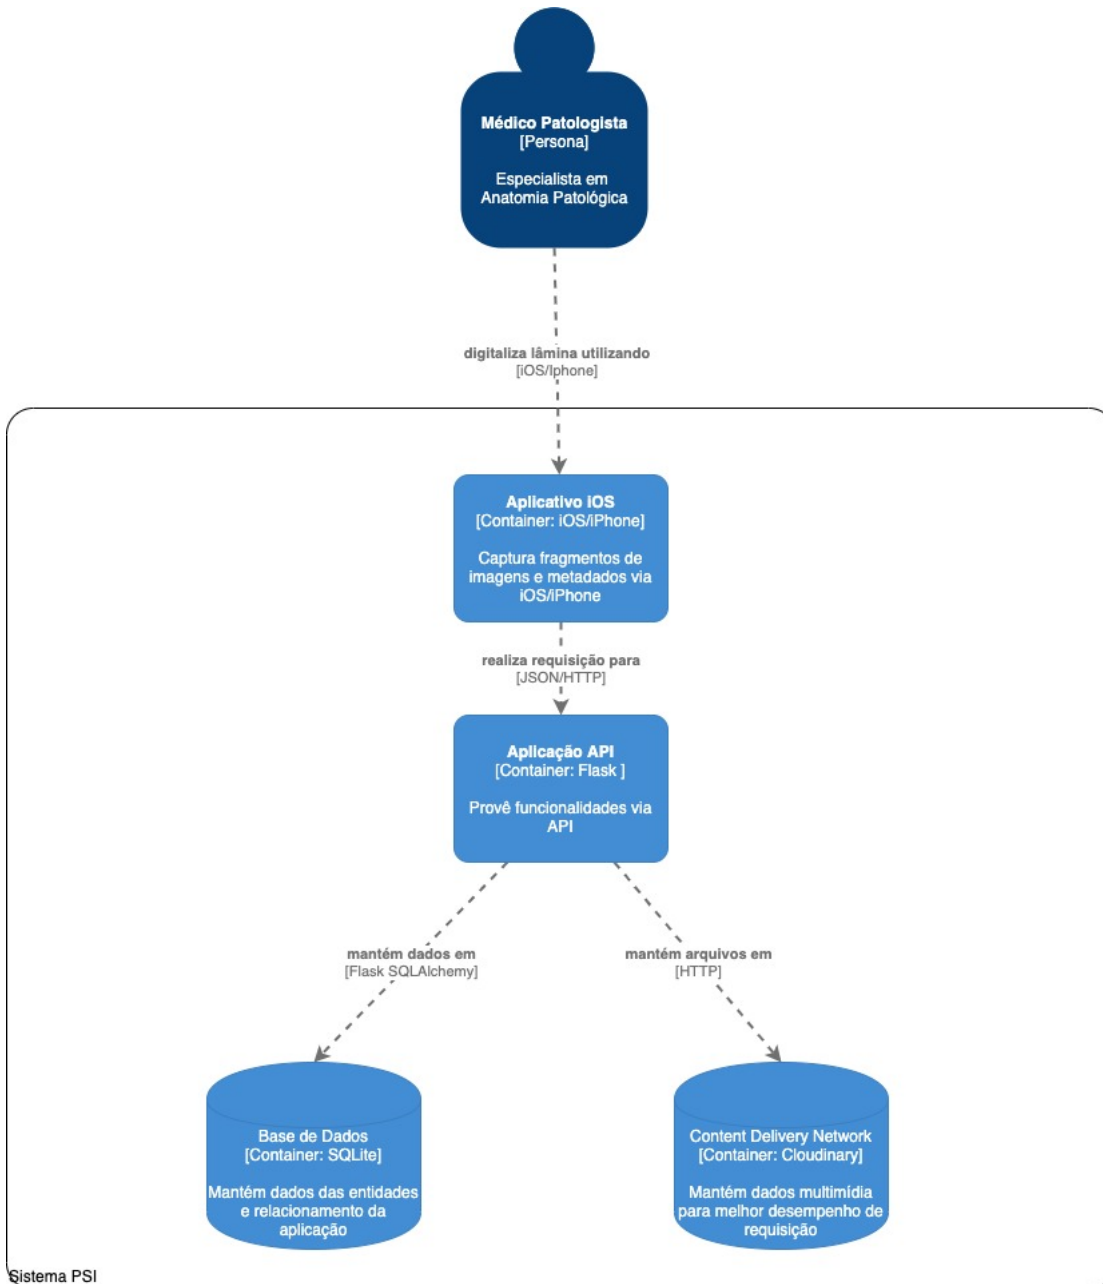 Médico Patologista
[Persona]
Especialista em
Anatomia Patológica
digitaliza lâmina utilizando
[iOS/Iphone]
Aplicativo iOS
[Container: iOS/iPhone]
Captura fragmentos de
imagens e metadados via
iOS/iPhone
realiza requisição para
[JSON/HTTP]
Aplicação API
[Container: Flask ]
Provê funcionalidades via
API
mantém dados em
[Flask SQLAlchemy]
mantém arquivos em
[HTTP]
Base de Dados
[Container: SQLite]
Mantém dados das entidades
e relacionamento da
aplicação
Content Delivery Network
[Container: Cloudinary]
Mantém dados multimídia
para melhor desempenho de
requisição
Sistema PSI